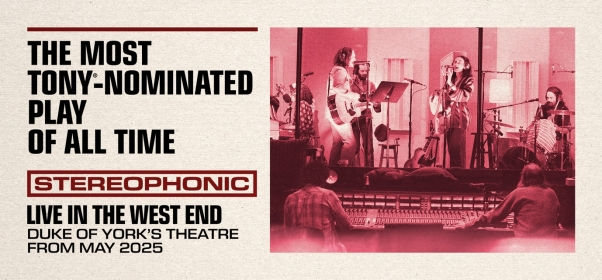 THE MOST
TONY®-NOMINATED
PLAY
OF ALL TIME
STEREOPHONIC
LIVE IN THE WEST END
DUKE OF YORK'S THEATRE
FROM MAY 2025